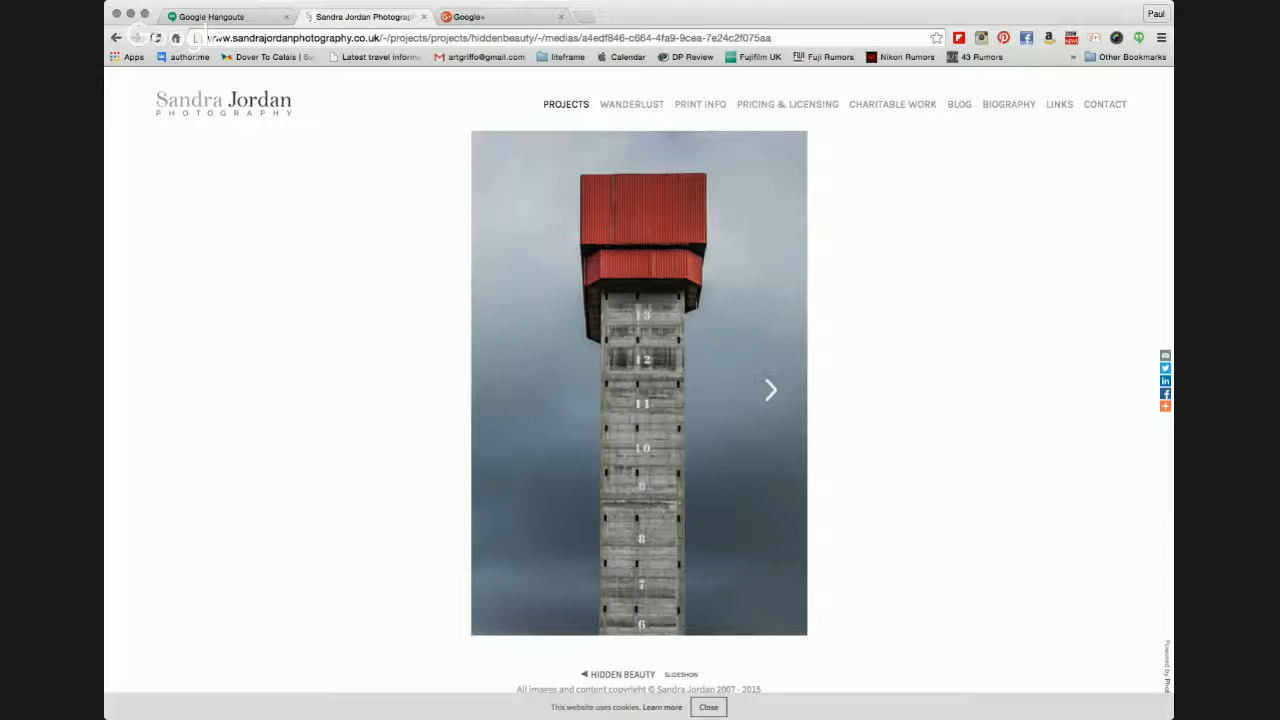 Google Hangouts
Sandra Jordan Photograph
Google+
Paul
www.sandrajordanphotography.co.uk/-/projects/projects/hiddenbeauty/-/medias/a4edf846-c664-4fa9-9cea-7e24c2f075aa
Apps author:me Dover To Calais | S Latest travel inform artgriffo@gmail.com liteframe Calendar DP Review Fujifilm UK Fuji Rumors Nikon Rumors 43 Rumors » Other Bookmarks
Sandra Jordan
PHOTOGRAPHY
PROJECTS WANDERLUST PRINT INFO PRICING & LICENSING CHARITABLE WORK BLOG BIOGRAPHY LINKS CONTACT
13
12
11
10
9
8
7
6
HIDDEN BEAUTY SLIDESHOW
All images and content copyright © Sandra Jordan 2007 - 2015
Powered by
This website uses cookies. Learn more Close